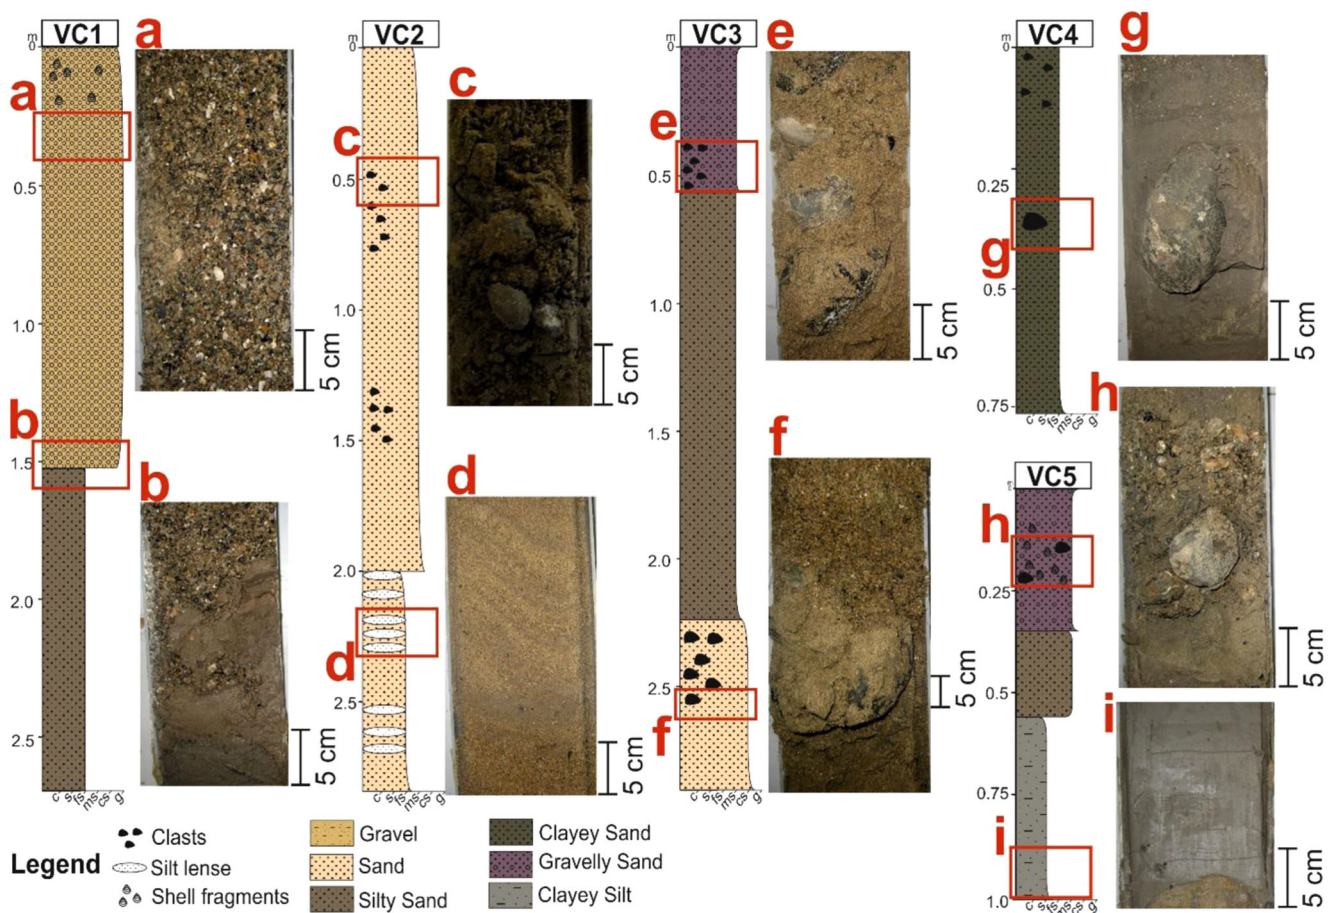 VC1
m
0
0.5
1.0
1.5
2.0
2.5
c s fs ms cs g
a
b
a
5 cm
b
5 cm
VC2
m
0
0.5
1.0
1.5
2.0
2.5
c s fs ms cs g
c
d
c
5 cm
d
5 cm
VC3
m
0
0.5
1.0
1.5
2.0
2.5
c s fs ms cs g
e
f
e
5 cm
f
5 cm
VC4
m
0
0.25
0.5
0.75
c s fs ms cs g
g
g
5 cm
VC5
0.25
0.5
0.75
1.0
c s fs ms cs g
h
i
h
5 cm
i
5 cm
Legend
Clasts
Silt lense
Shell fragments
Gravel
Sand
Silty Sand
Clayey Sand
Gravelly Sand
Clayey Silt